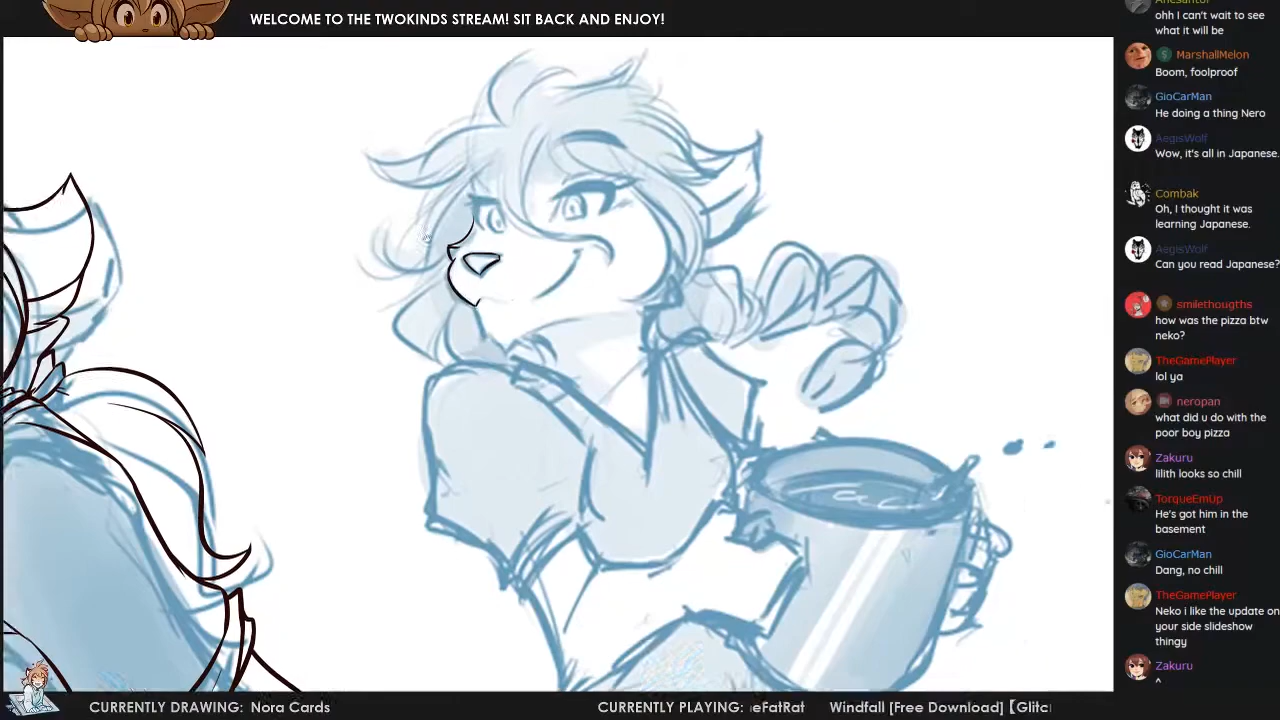 WELCOME TO THE TWOKINDS STREAM! SIT BACK AND ENJOY!
ohh I can't wait to see
what it will be
MarshallMelon
Boom, foolproof
GioCarMan
He doing a thing Nero
AegisWolf
Wow, it's all in Japanese.
Combak
Oh, I thought it was
learning Japanese.
AegisWolf
Can you read Japanese?
smilethougths
how was the pizza btw
neko?
TheGamePlayer
lol ya
neropan
what did u do with the
poor boy pizza
Zakuru
lilith looks so chill
TorqueEmUp
He's got him in the
basement
GioCarMan
Dang, no chill
TheGamePlayer
Neko i like the update on
your side slideshow
thingy
Zakuru
^
CURRENTLY DRAWING: Nora Cards
CURRENTLY PLAYING: eFatRat Windfall [Free Download] 【Glitc